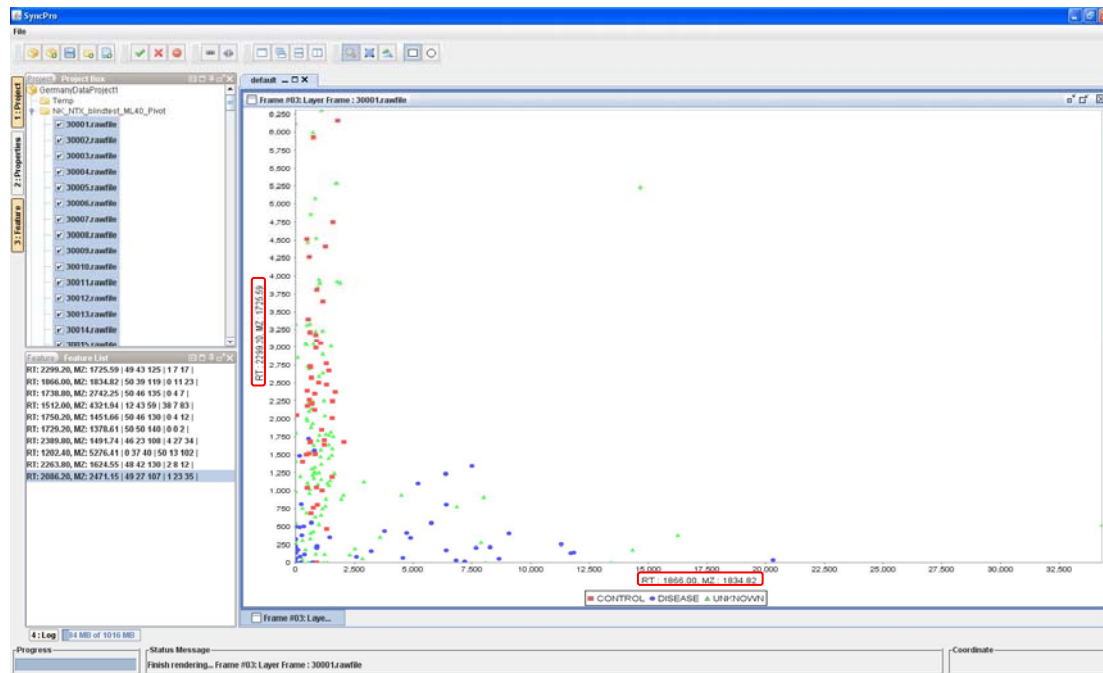 SyncPro
File
1 : Project
2 : Properties
3 : Feature
Project Project Box
GermanyDataProject1
Temp
NK_NTX_blindtest_ML40_Pivot
30001.rawfile
30002.rawfile
30003.rawfile
30004.rawfile
30005.rawfile
30006.rawfile
30007.rawfile
30008.rawfile
30009.rawfile
30010.rawfile
30011.rawfile
30012.rawfile
30013.rawfile
30014.rawfile
30015.rawfile
Feature Feature List
RT: 2299.20, MZ: 1725.59 | 49 43 125 | 1 7 17 |
RT: 1866.00, MZ: 1834.82 | 50 39 119 | 0 11 23 |
RT: 1738.80, MZ: 2742.25 | 50 46 135 | 0 4 7 |
RT: 1512.00, MZ: 4321.94 | 12 43 59 | 38 7 83 |
RT: 1750.20, MZ: 1451.66 | 50 46 130 | 0 4 12 |
RT: 1729.20, MZ: 1378.61 | 50 50 140 | 0 0 2 |
RT: 2389.80, MZ: 1491.74 | 46 23 108 | 4 27 34 |
RT: 1202.40, MZ: 5276.41 | 0 37 40 | 50 13 102 |
RT: 2263.80, MZ: 1624.55 | 48 42 130 | 2 8 12 |
RT: 2086.20, MZ: 2471.15 | 49 27 107 | 1 23 35 |
default
Frame #03: Layer Frame : 30001.rawfile
RT : 2299.20, MZ : 1725.59
6,250
6,000
5,750
5,500
5,250
5,000
4,750
4,500
4,250
4,000
3,750
3,500
3,250
3,000
2,750
2,500
2,250
2,000
1,750
1,500
1,250
1,000
750
500
250
0
0 2,500 5,000 7,500 10,000 12,500 15,000 17,500 20,000 22,500 25,000 27,500 30,000 32,500
RT : 1866.00, MZ : 1834.82
CONTROL DISEASE UNKNOWN
Frame #03: Laye...
4 : Log 84 MB of 1016 MB
Progress
Status Message
Finish rendering... Frame #03: Layer Frame : 30001.rawfile
Coordinate